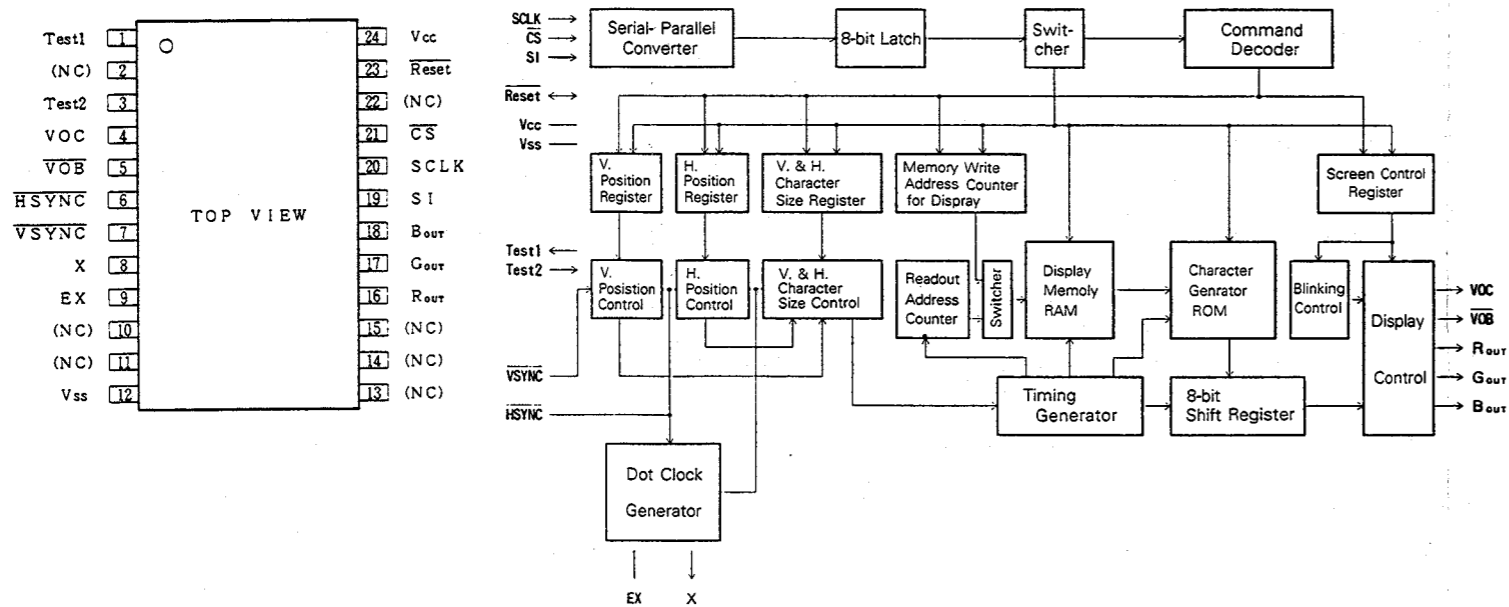 Test1 1
(NC) 2
Test2 3
VOC 4
VOB 5
HSYNC 6
VSYNC 7
X 8
EX 9
(NC) 10
(NC) 11
Vss 12
TOP VIEW
24 Vcc
23 Reset
22 (NC)
21 CS
20 SCLK
19 SI
18 BOUT
17 GOUT
16 ROUT
15 (NC)
14 (NC)
13 (NC)
SCLK
CS
SI
Serial- Parallel
Converter
8-bit Latch
Swit-
cher
Command
Decoder
Reset
Vcc
Vss
V.
Position
Register
H.
Position
Register
V. & H.
Character
Size Register
Memory Write
Address Counter
for Dispray
Screen Control
Register
Test1
Test2
V.
Posistion
Control
H.
Position
Control
V. & H.
Character
Size Control
Readout
Address
Counter
Switcher
Display
Memoly
RAM
Character
Genrator
ROM
Blinking
Control
Display
Control
VOC
VOB
ROUT
GOUT
BOUT
VSYNC
HSYNC
Timing
Generator
8-bit
Shift Register
Dot Clock
Generator
EX
X